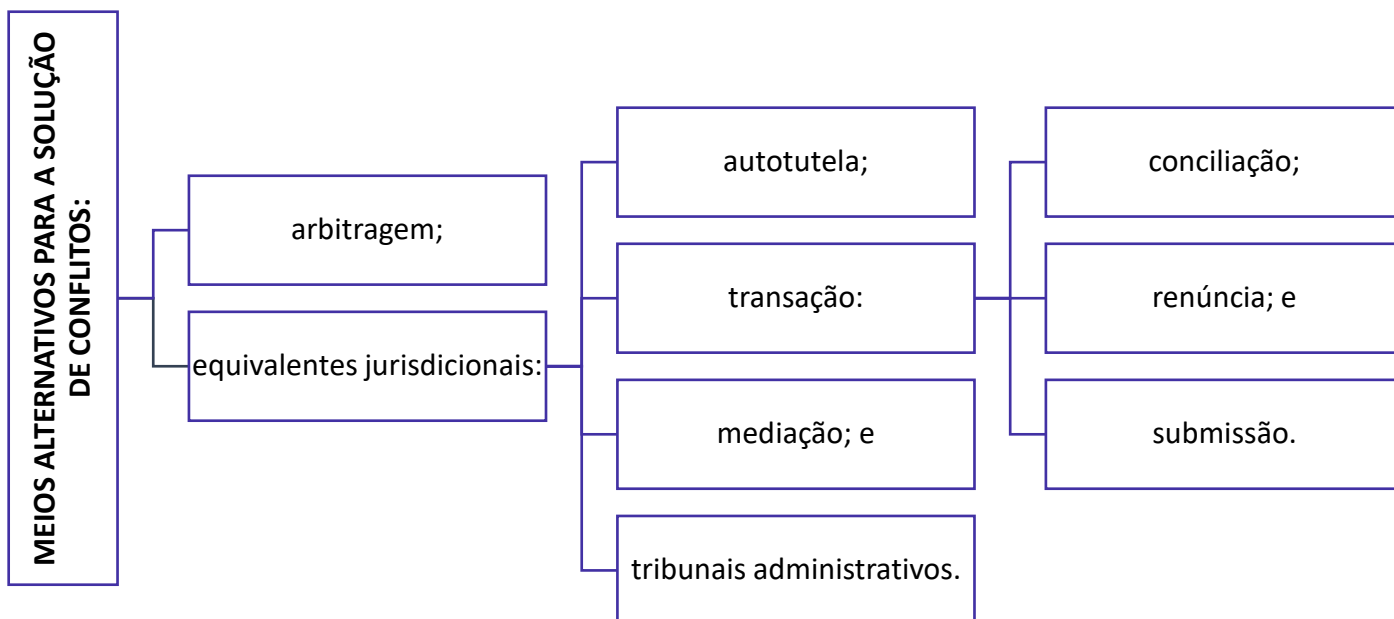 MEIOS ALTERNATIVOS PARA A SOLUÇÃO
DE CONFLITOS:
arbitragem;
equivalentes jurisdicionais:
autotutela;
transação:
mediação; e
tribunais administrativos.
conciliação;
renúncia; e
submissão.